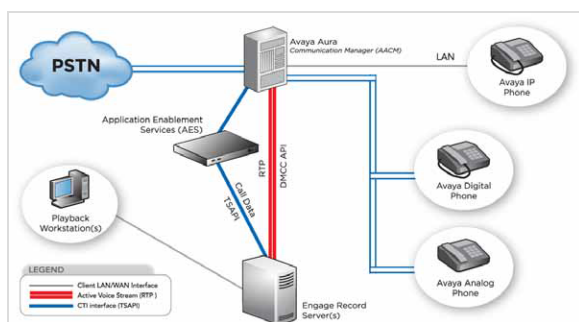 PSTN
Avaya Aura
Communication Manager (AACM)
LAN
Avaya IP
Phone
Application Enablement
Services (AES)
RTP
DMCC API
Call Data
TSAPI
Avaya Digital
Phone
Playback
Workstation(s)
Avaya Analog
Phone
LEGEND
Client LAN/WAN Interface
Active Voice Stream (RTP )
CTI interface (TSAPI)
Engage Record
Server(s)